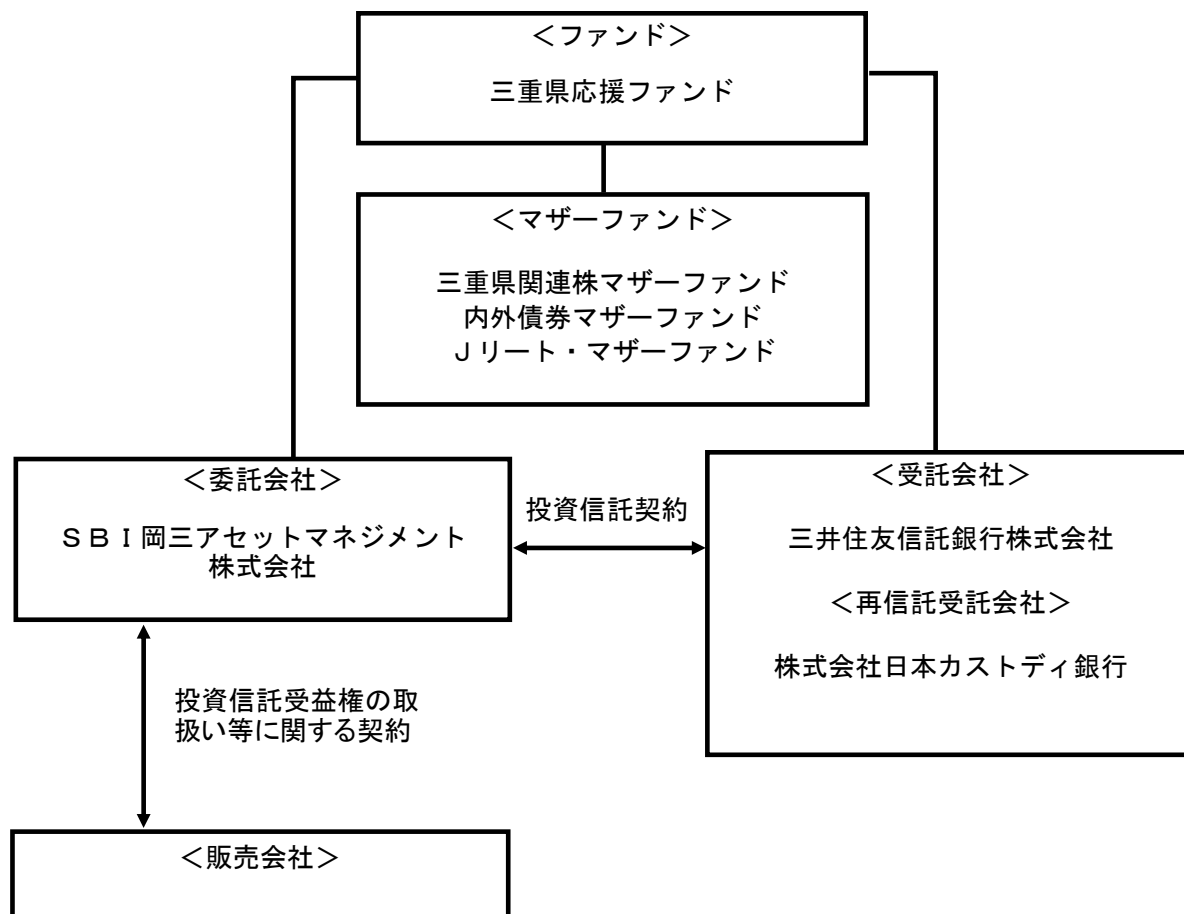 ＜ファンド＞
三重県応援ファンド
＜マザーファンド＞
三重県関連株マザーファンド
内外債券マザーファンド
Ｊリート・マザーファンド
＜委託会社＞
ＳＢＩ岡三アセットマネジメント
株式会社
投資信託契約
＜受託会社＞
三井住友信託銀行株式会社
＜再信託受託会社＞
株式会社日本カストディ銀行
投資信託受益権の取
扱い等に関する契約
＜販売会社＞